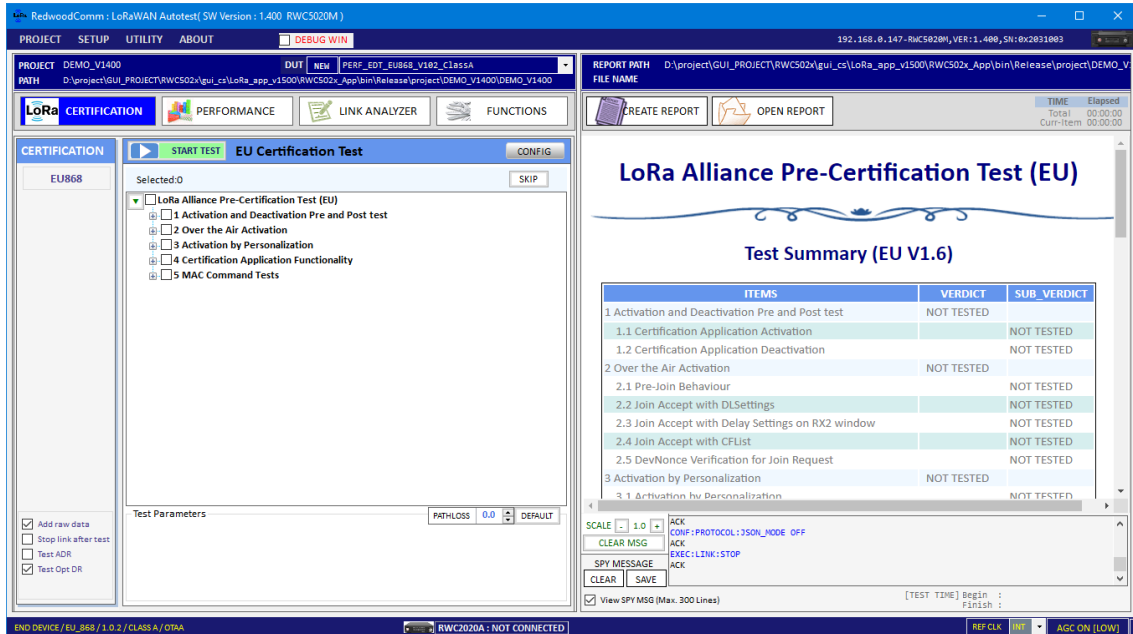 RedwoodComm : LoRaWAN Autotest( SW Version : 1.400 RWC5020M )
PROJECT SETUP UTILITY ABOUT DEBUG WIN 192.168.0.147-RWC5020M,VER:1.400,SN:0x2031003
PROJECT DEMO_V1400 DUT NEW PERF_EDT_EU868_V102_ClassA
PATH D:\project\GUI_PROJECT\RWC502x\gui_cs\LoRa_app_v1500\RWC502x_App\bin\Release\project\DEMO_V1400\DEMO_V1400
REPORT PATH D:\project\GUI_PROJECT\RWC502x\gui_cs\LoRa_app_v1500\RWC502x_App\bin\Release\project\DEMO_V
FILE NAME
LoRa CERTIFICATION PERFORMANCE LINK ANALYZER FUNCTIONS
CREATE REPORT OPEN REPORT
TIME Elapsed
Total 00:00:00
Curr-Item 00:00:00
CERTIFICATION
EU868
START TEST EU Certification Test CONFIG
Selected:0 SKIP
LoRa Alliance Pre-Certification Test (EU)
1 Activation and Deactivation Pre and Post test
2 Over the Air Activation
3 Activation by Personalization
4 Certification Application Functionality
5 MAC Command Tests
Add raw data
Stop link after test
Test ADR
Test Opt DR
Test Parameters PATHLOSS 0.0 DEFAULT
LoRa Alliance Pre-Certification Test (EU)
Test Summary (EU V1.6)
ITEMS VERDICT SUB_VERDICT
1 Activation and Deactivation Pre and Post test NOT TESTED
1.1 Certification Application Activation NOT TESTED
1.2 Certification Application Deactivation NOT TESTED
2 Over the Air Activation NOT TESTED
2.1 Pre-Join Behaviour NOT TESTED
2.2 Join Accept with DLSettings NOT TESTED
2.3 Join Accept with Delay Settings on RX2 window NOT TESTED
2.4 Join Accept with CFList NOT TESTED
2.5 DevNonce Verification for Join Request NOT TESTED
3 Activation by Personalization NOT TESTED
3.1 Activation by Personalization NOT TESTED
SCALE - 1.0 +
CLEAR MSG
SPY MESSAGE
CLEAR SAVE
ACK
CONF:PROTOCOL:JSON_MODE OFF
ACK
EXEC:LINK:STOP
ACK
View SPY MSG (Max. 300 Lines)
[TEST TIME] Begin :
Finish :
END DEVICE / EU_868 / 1.0.2 / CLASS A / OTAA RWC2020A : NOT CONNECTED REF CLK INT AGC ON [LOW]